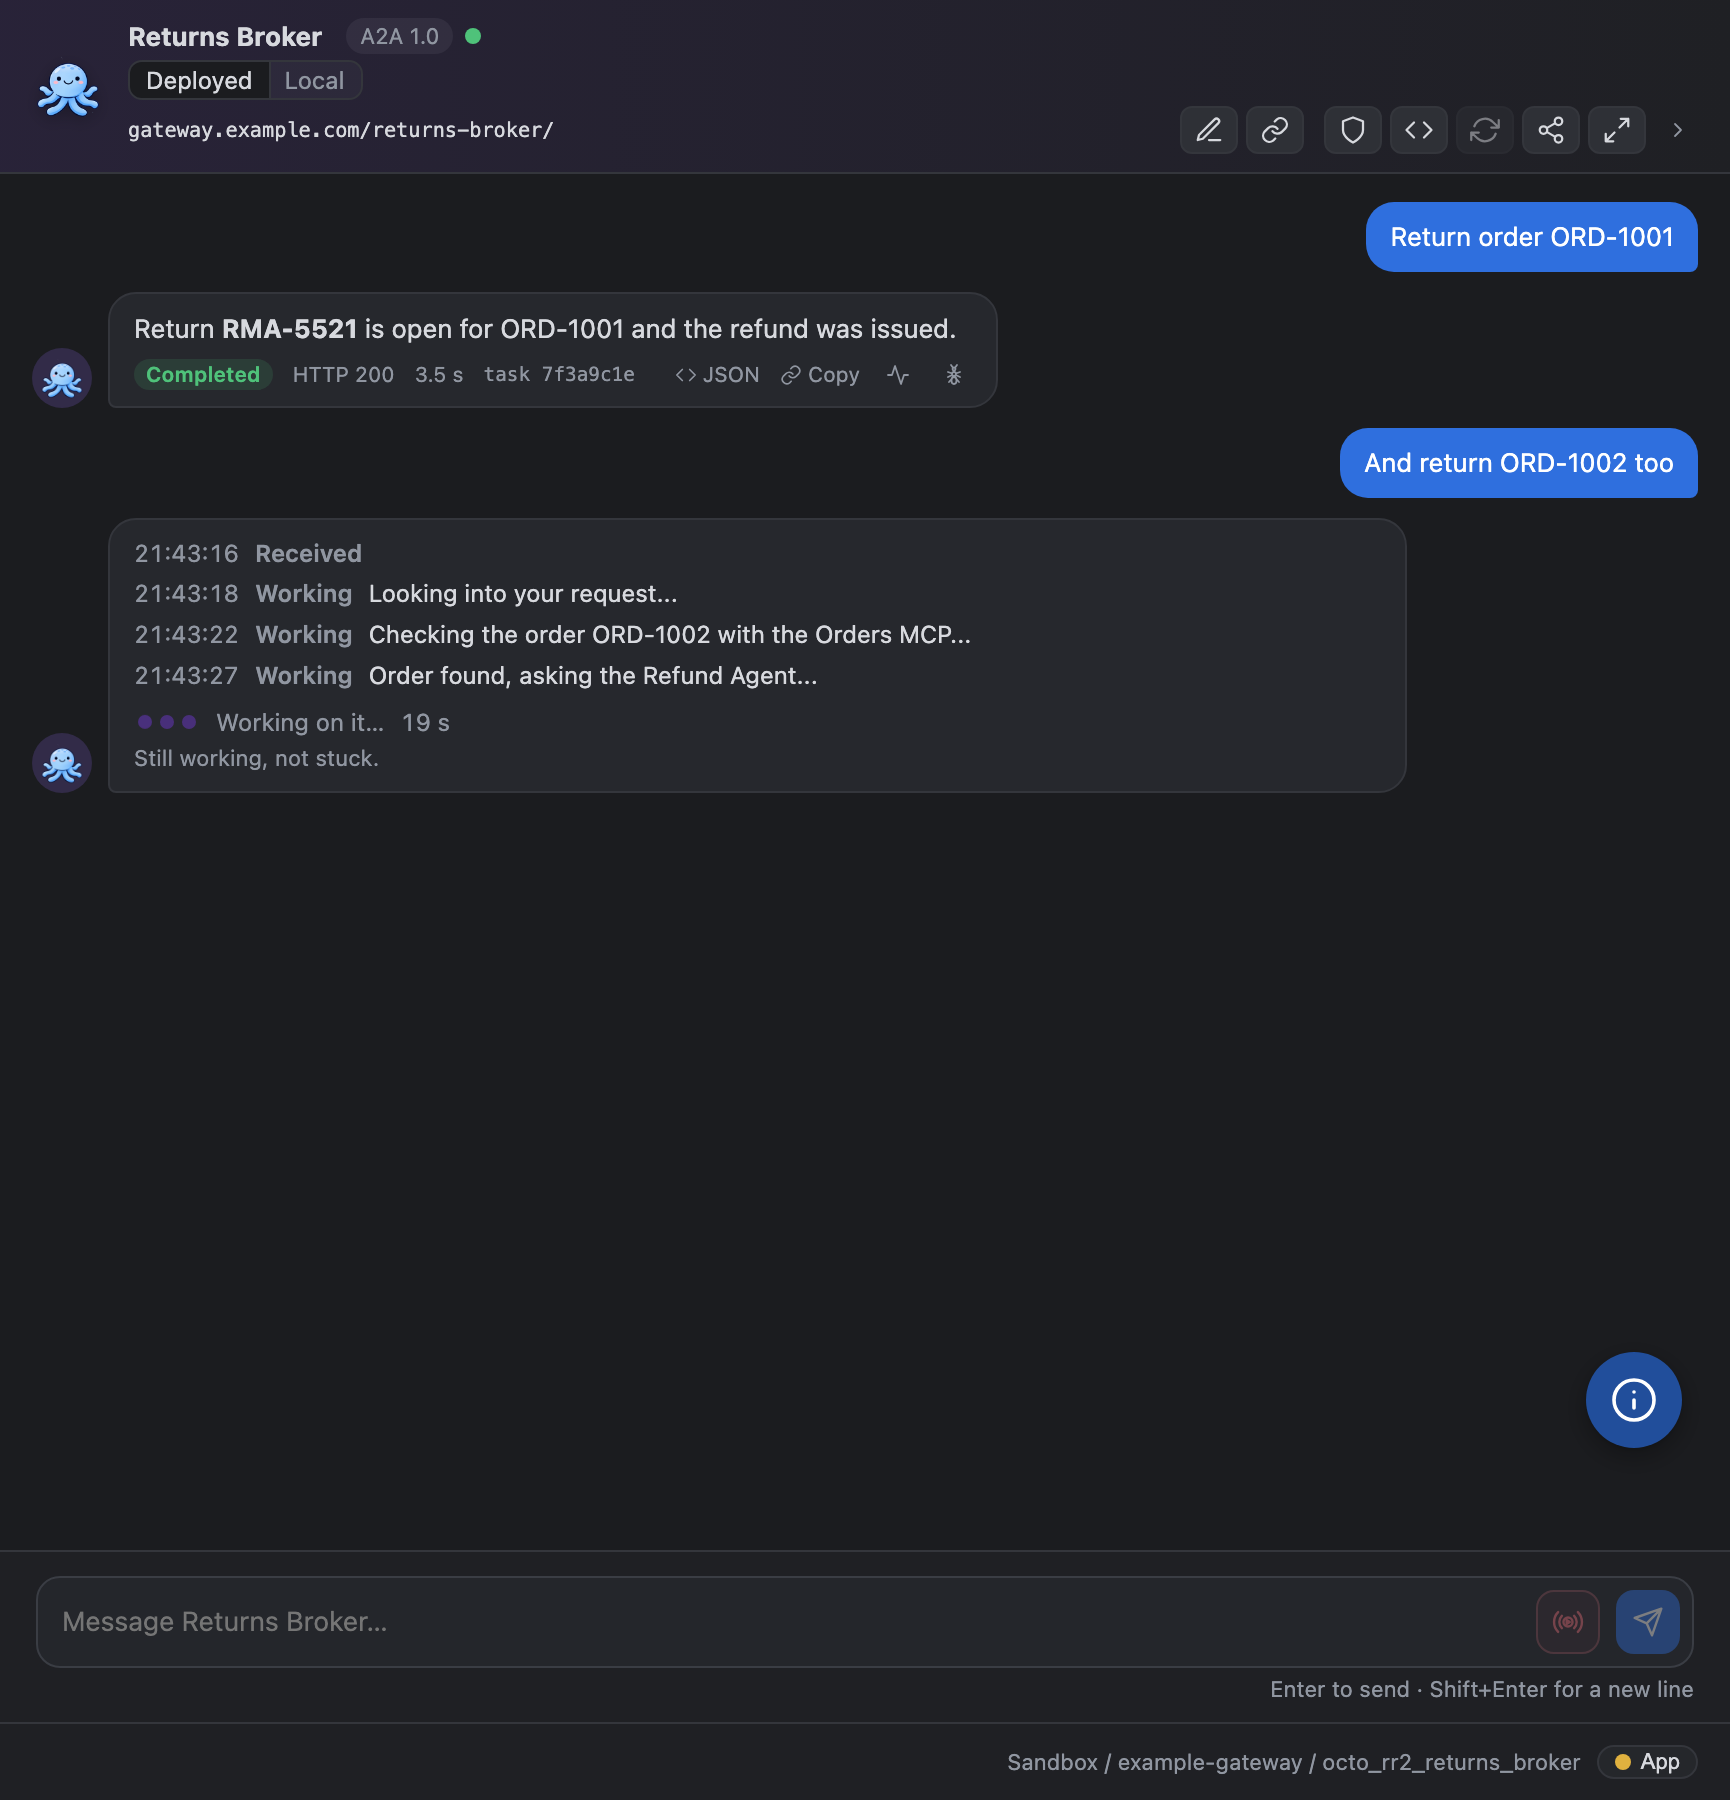 Returns Broker A2A 1.0
Deployed Local
gateway.example.com/returns-broker/
Return order ORD-1001
Return RMA-5521 is open for ORD-1001 and the refund was issued.
Completed HTTP 200 3.5 s task 7f3a9c1e JSON Copy
And return ORD-1002 too
21:43:16 Received
21:43:18 Working Looking into your request...
21:43:22 Working Checking the order ORD-1002 with the Orders MCP...
21:43:27 Working Order found, asking the Refund Agent...
Working on it... 19 s
Still working, not stuck.
Message Returns Broker...
Enter to send · Shift+Enter for a new line
Sandbox / example-gateway / octo_rr2_returns_broker App